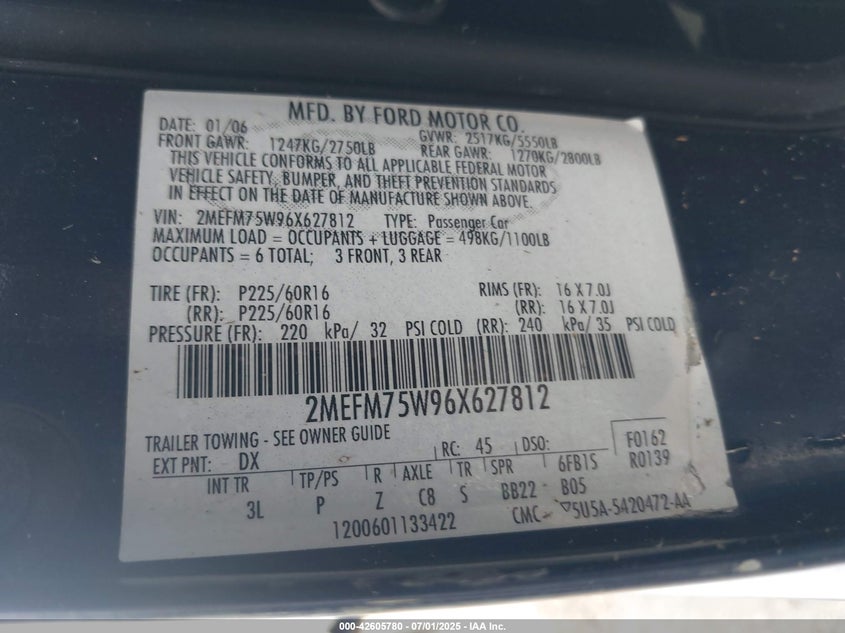 MFD. BY FORD MOTOR CO.
DATE: 01/06 GVWR: 2517KG/5550LB
FRONT GAWR: 1247KG/2750LB REAR GAWR: 1270KG/2800LB
THIS VEHICLE CONFORMS TO ALL APPLICABLE FEDERAL MOTOR
VEHICLE SAFETY, BUMPER, AND THEFT PREVENTION STANDARDS
IN EFFECT ON THE DATE OF MANUFACTURE SHOWN ABOVE.
VIN: 2MEFM75W96X627812 TYPE: Passenger Car
MAXIMUM LOAD = OCCUPANTS + LUGGAGE = 498KG/1100LB
OCCUPANTS = 6 TOTAL; 3 FRONT, 3 REAR
TIRE (FR): P225/60R16 RIMS (FR): 16 X 7.0J
(RR): P225/60R16 (RR): 16 X 7.0J
PRESSURE (FR): 220 kPa/ 32 PSI COLD (RR): 240 kPa/ 35 PSI COLD
2MEFM75W96X627812
TRAILER TOWING - SEE OWNER GUIDE
EXT PNT: DX RC: 45 DSO: F0162
INT TR TP/PS R AXLE TR SPR 6FB1S R0139
3L P Z C8 S BB22 B05
1200601133422 CMC 5U5A-5420472-AA
000-42605780 - 07/01/2025 - IAA Inc.